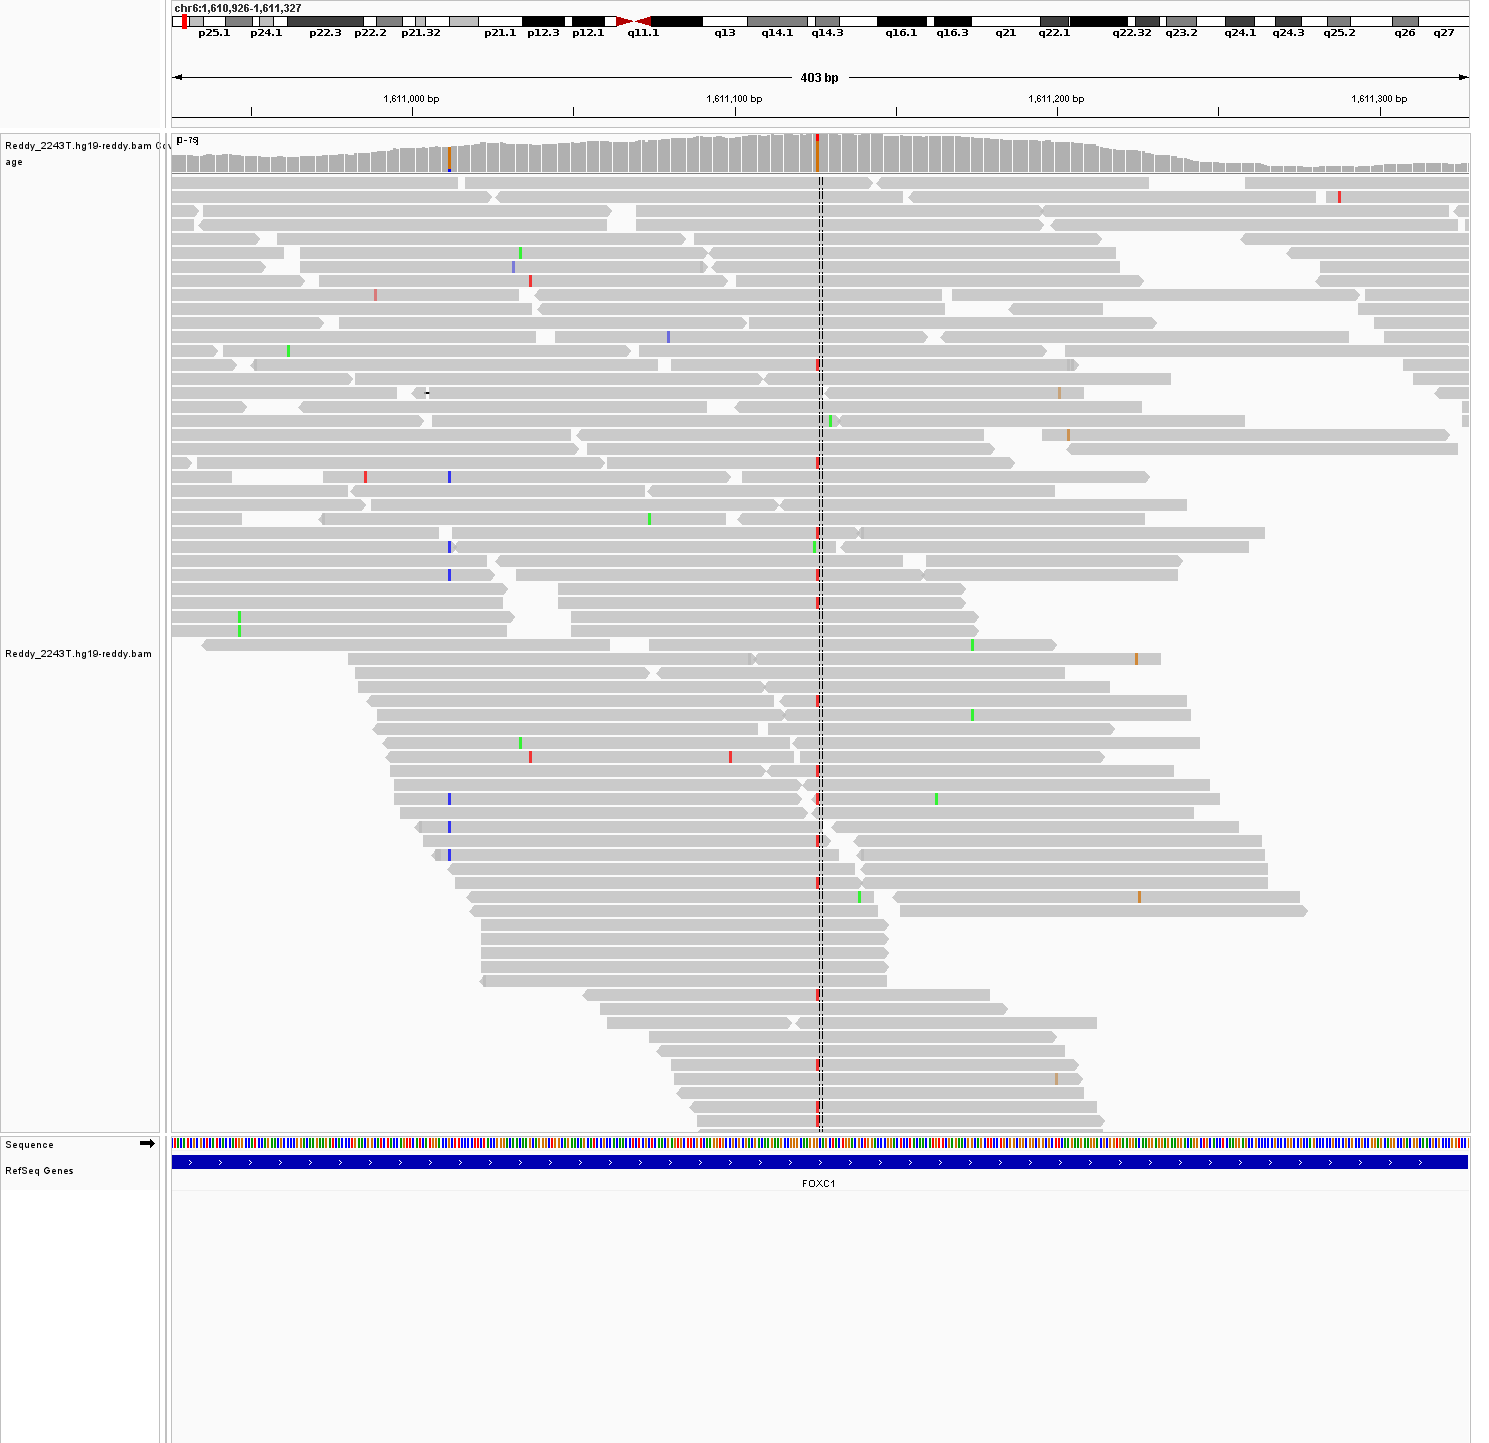 chr6:1,610,926-1,611,327
p25.1 p24.1 p22.3 p22.2 p21.32 p21.1 p12.3 p12.1 q11.1 q13 q14.1 q14.3 q16.1 q16.3 q21 q22.1 q22.32 q23.2 q24.1 q24.3 q25.2 q26 q27
403 bp
1,611,000 bp 1,611,100 bp 1,611,200 bp 1,611,300 bp
Reddy_2243T.hg19-reddy.bam
age
Reddy_2243T.hg19-reddy.bam
Sequence
RefSeq Genes
FOXC1